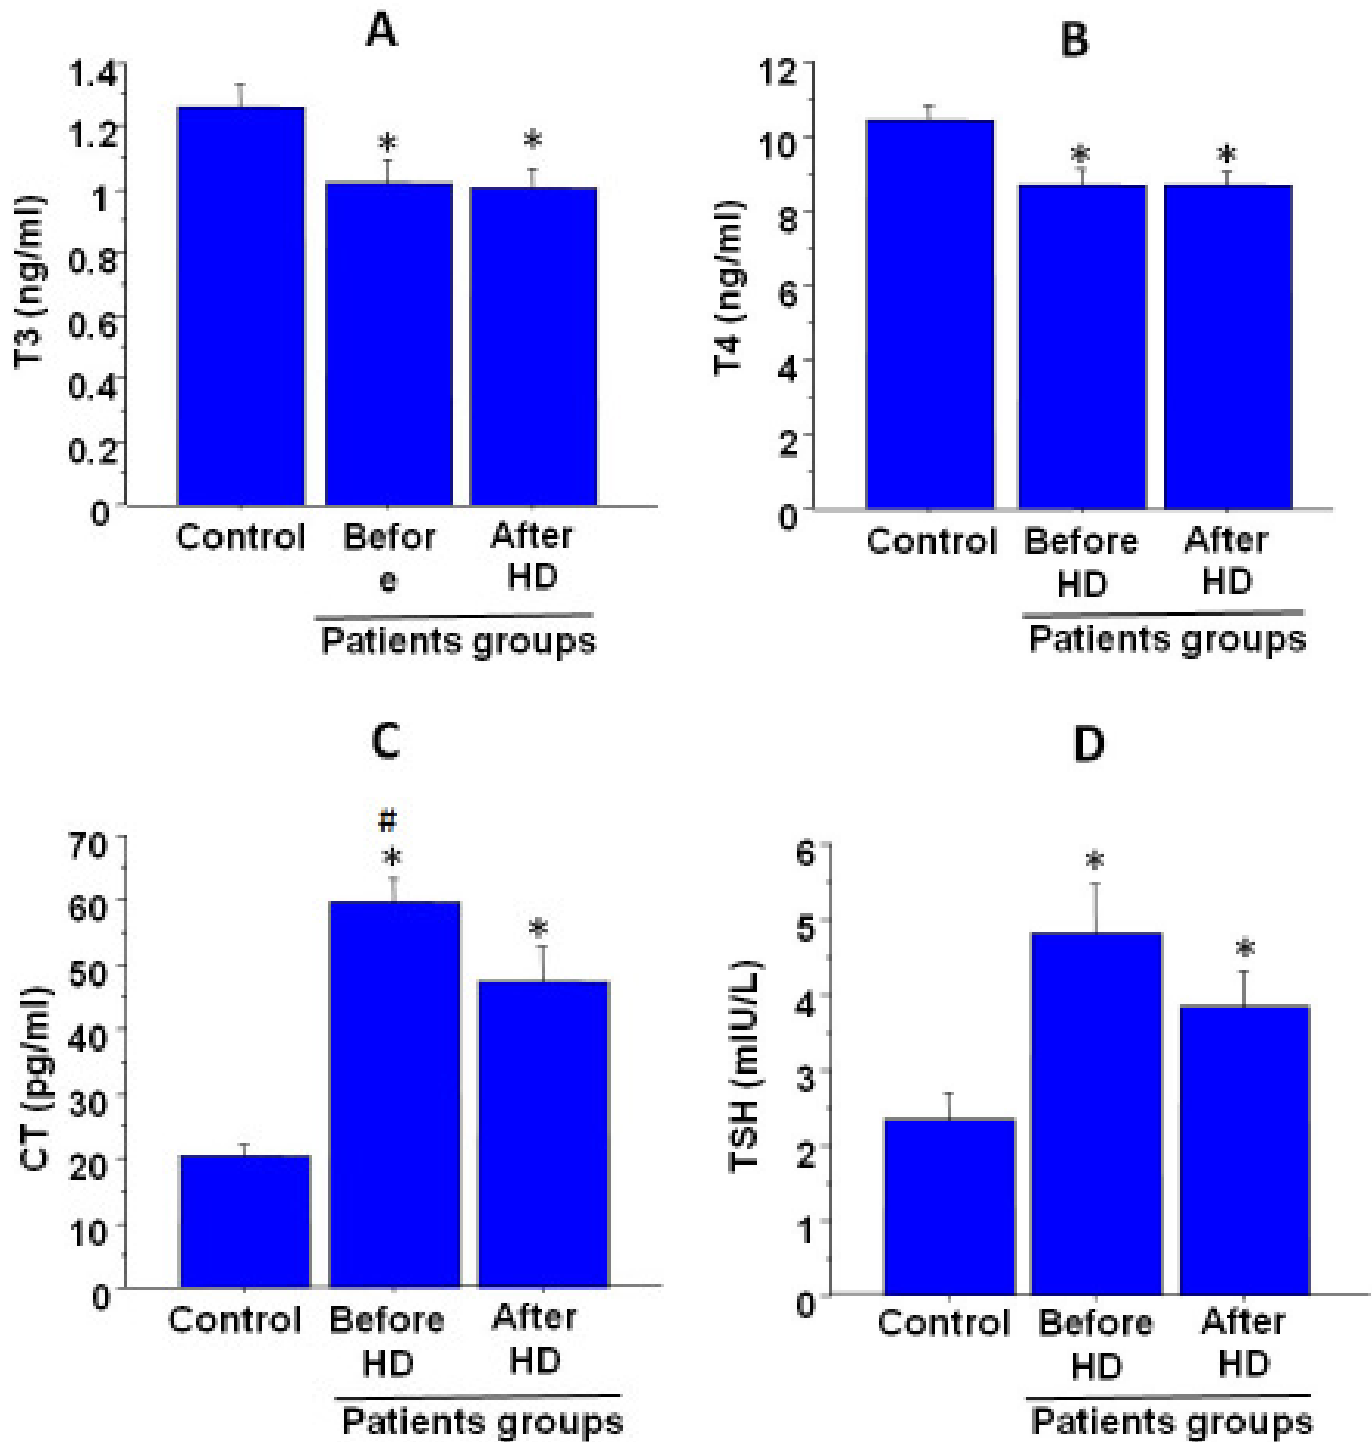 A
T3 (ng/ml)
1.4
1.2
1
0.8
0.6
0.4
0.2
0
*
*
Control
Befor
e
After
HD
Patients groups
B
T4 (ng/ml)
12
10
8
6
4
2
0
*
*
Control
Before
HD
After
HD
Patients groups
C
CT (pg/ml)
70
60
50
40
30
20
10
0
#
*
*
Control
Before
HD
After
HD
Patients groups
D
TSH (mIU/L)
6
5
4
3
2
1
0
*
*
Control
Before
HD
After
HD
Patients groups